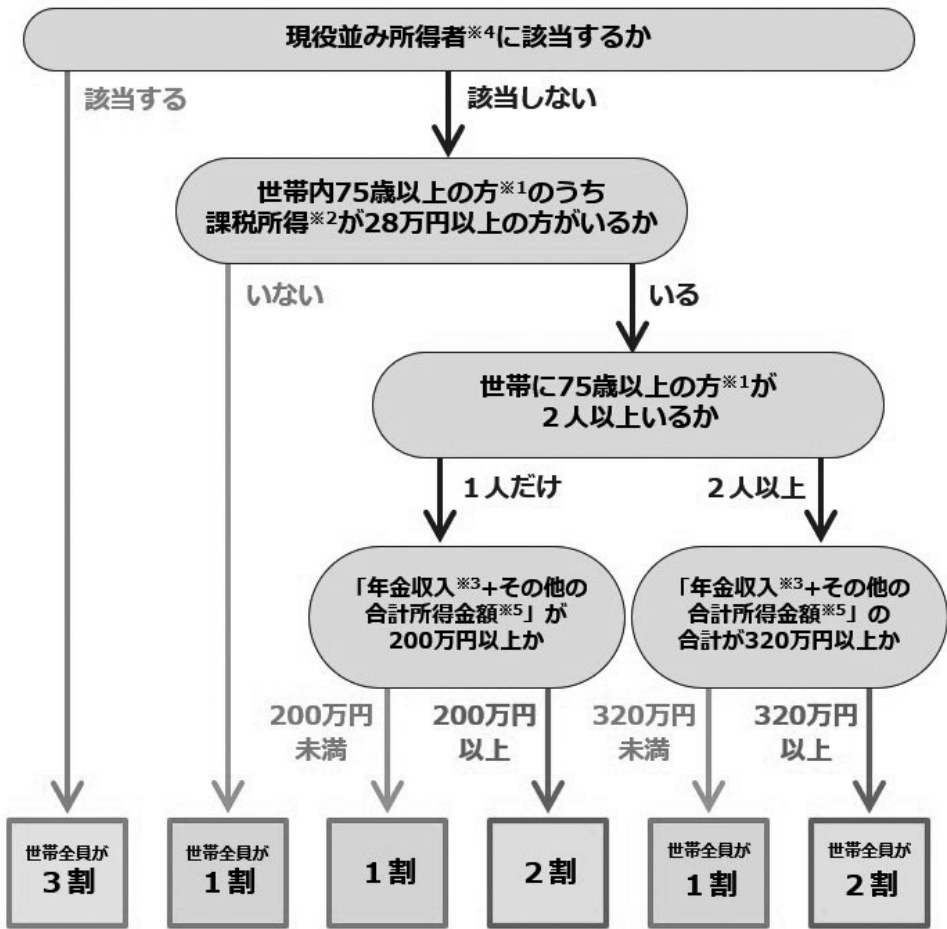 現役並み所得者※4に該当するか
該当する
該当しない
世帯内75歳以上の方※1のうち
課税所得※2が28万円以上の方がいるか
いない
いる
世帯に75歳以上の方※1が
２人以上いるか
１人だけ
２人以上
「年金収入※3+その他の
合計所得金額※5」が
200万円以上か
「年金収入※3+その他の
合計所得金額※5」の
合計が320万円以上か
200万円
未満
200万円
以上
320万円
未満
320万円
以上
世帯全員が
３割
世帯全員が
１割
１割
２割
世帯全員が
１割
世帯全員が
２割